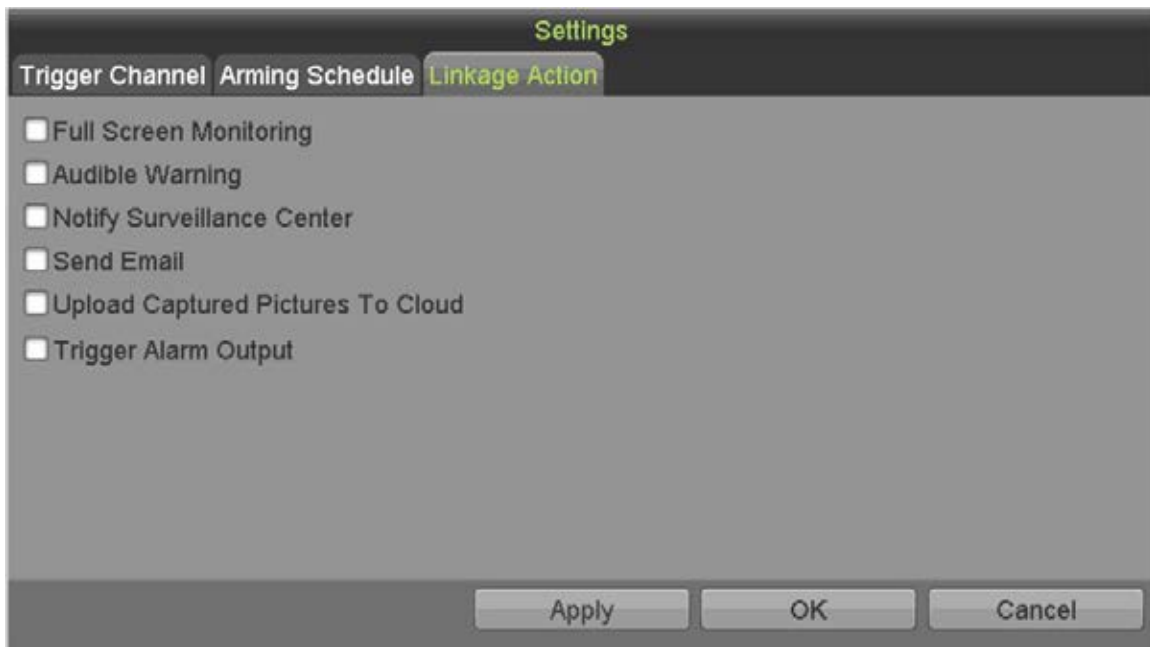 Settings
Trigger Channel Arming Schedule Linkage Action
Full Screen Monitoring
Audible Warning
Notify Surveillance Center
Send Email
Upload Captured Pictures To Cloud
Trigger Alarm Output
Apply OK Cancel